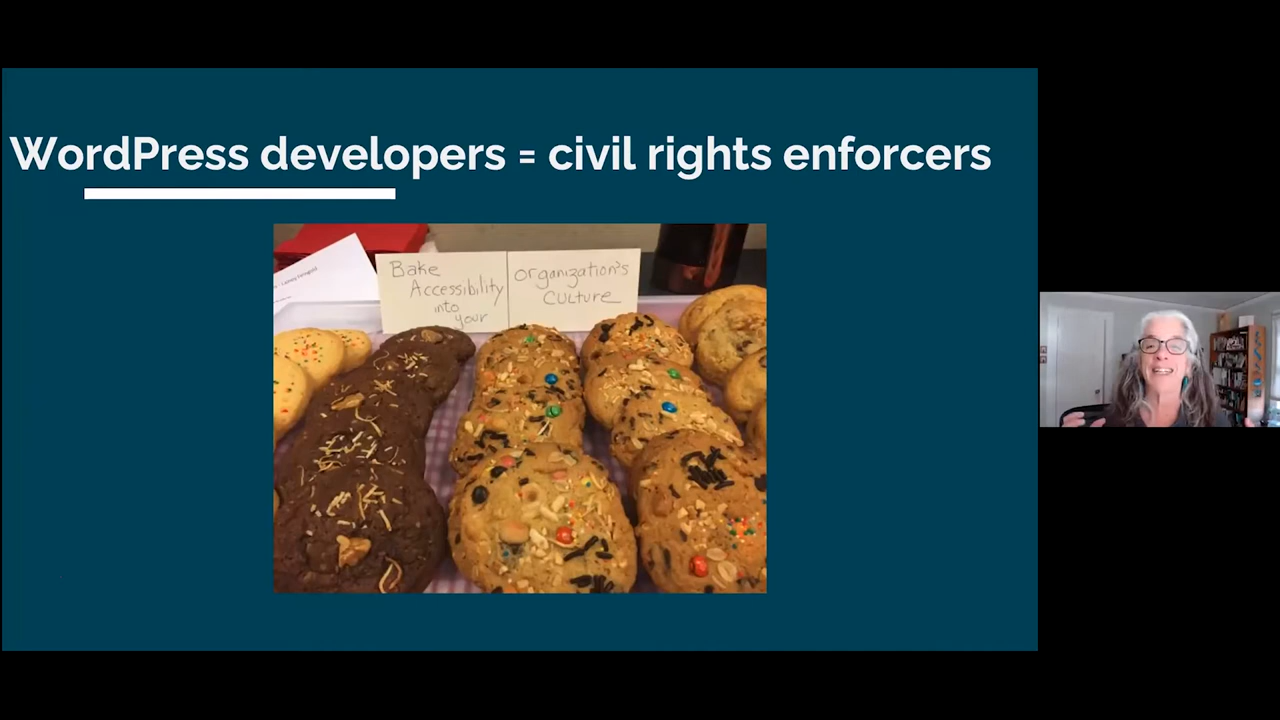 WordPress developers = civil rights enforcers
Bake
Accessibility
into
your
organization's
Culture